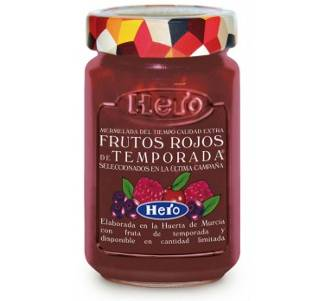 Hero
MERMELADA DEL TIEMPO CALIDAD EXTRA
FRUTOS ROJOS
DE TEMPORADA
SELECCIONADOS EN LA ÚLTIMA CAMPAÑA
Hero
Elaborada en la Huerta de Murcia
con fruta de temporada y
disponible en cantidad limitada